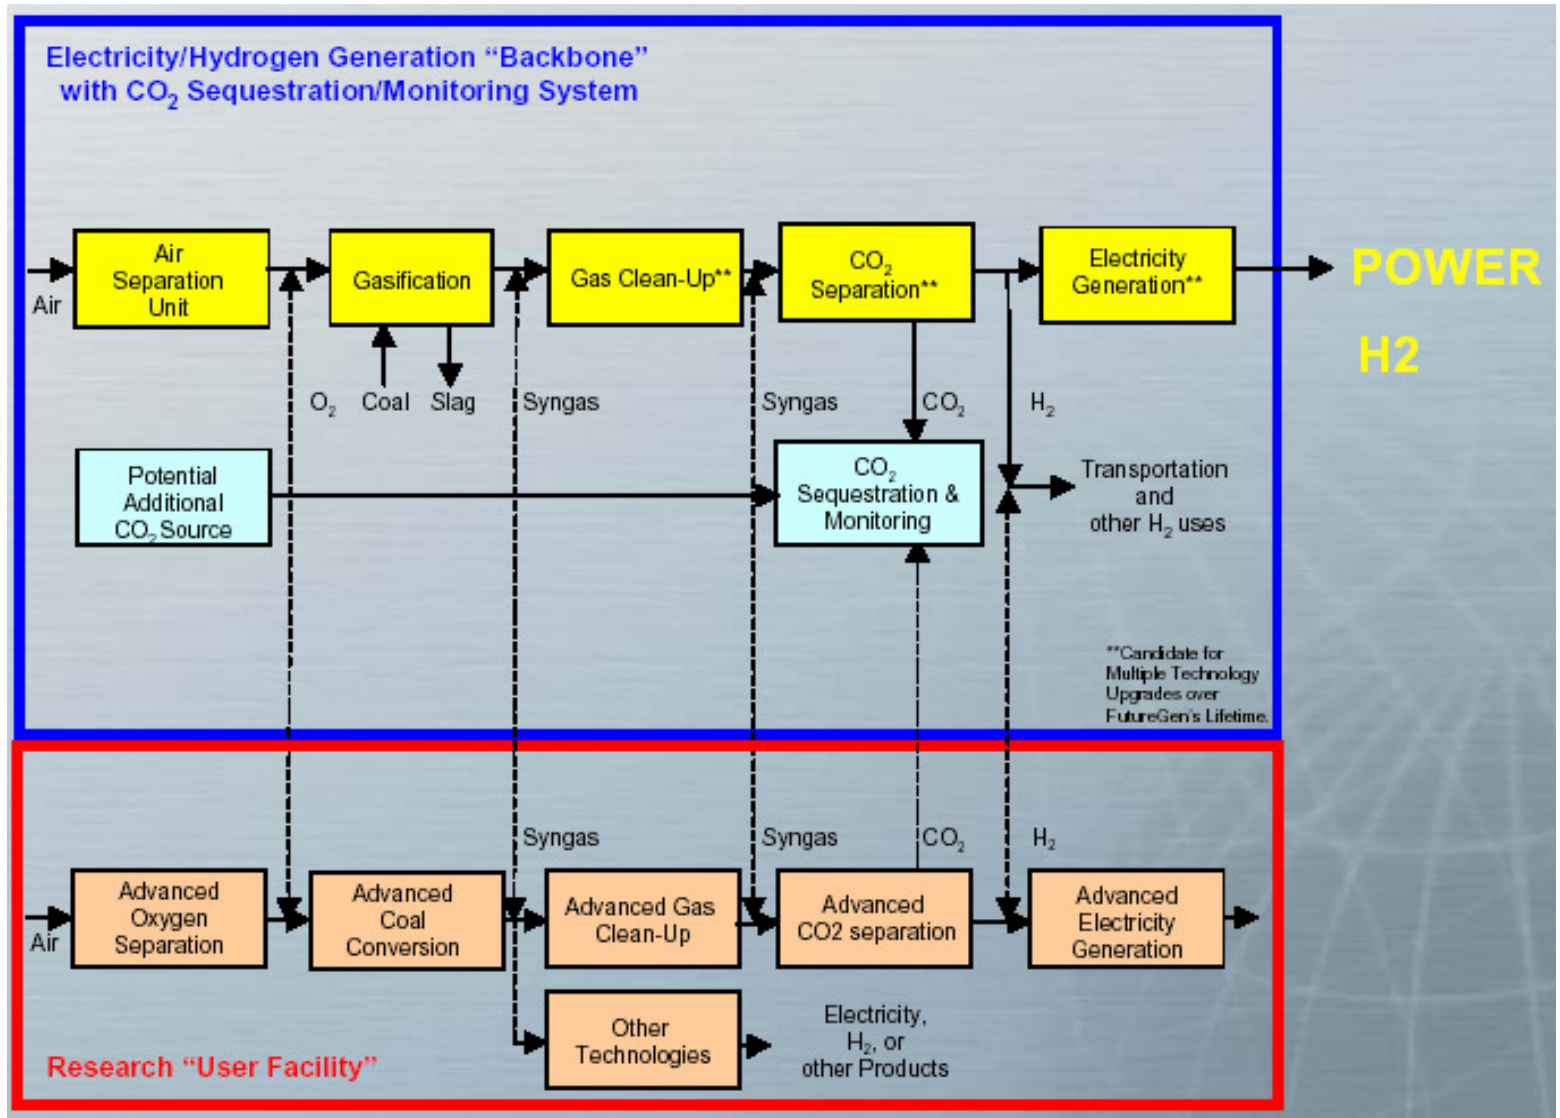 Electricity/Hydrogen Generation “Backbone”
with CO₂ Sequestration/Monitoring System
Air
Separation
Unit
Gasification
Gas Clean-Up**
CO₂
Separation**
Electricity
Generation**
POWER
H2
Air
O₂
Coal
Slag
Syngas
Syngas
CO₂
H₂
Potential
Additional
CO₂ Source
CO₂
Sequestration &
Monitoring
Transportation
and
other H₂ uses
**Candidate for
Multiple Technology
Upgrades over
FutureGen's Lifetime.
Syngas
Syngas
CO₂
H₂
Air
Advanced
Oxygen
Separation
Advanced
Coal
Conversion
Advanced Gas
Clean-Up
Advanced
CO2 separation
Advanced
Electricity
Generation
Other
Technologies
Electricity,
H₂, or
other Products
Research “User Facility”